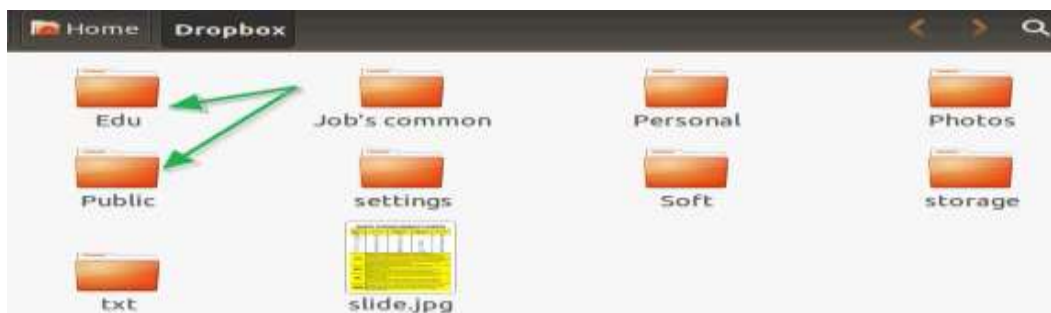 Home Dropbox
Edu Job's common Personal Photos
Public settings Soft storage
txt slide.jpg